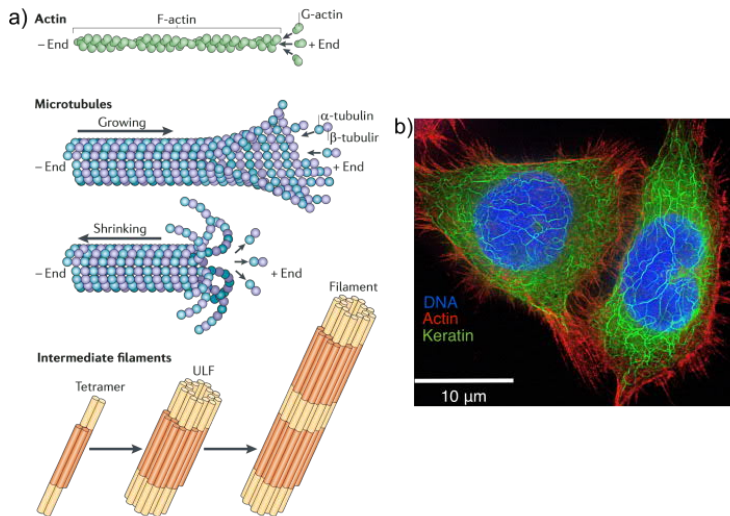 a)
Actin
F-actin
G-actin
– End
+ End
Microtubules
Growing
α-tubulin
β-tubulir
– End
+ End
Shrinking
– End
+ End
Filament
Intermediate filaments
ULF
Tetramer
b)
DNA
Actin
Keratin
10 µm